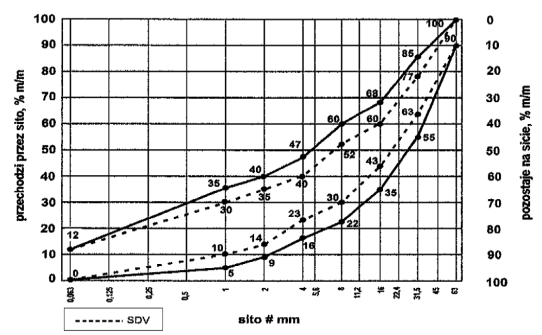 przechodzi przez sito, % m/m
pozostaje na sicie, % m/m
100 100 0
90 90 10
80 85 77 20
70 68 30
60 60 60 63 40
50 47 52 55 50
40 40 40 43 60
30 35 30 35 30 35 70
20 23 22 80
10 12 10 14 16 90
0 0 5 9 100
0,063 0,125 0,25 0,5 1 2 4 5,6 8 11,2 16 22,4 31,5 45 63
SDV
sito # mm